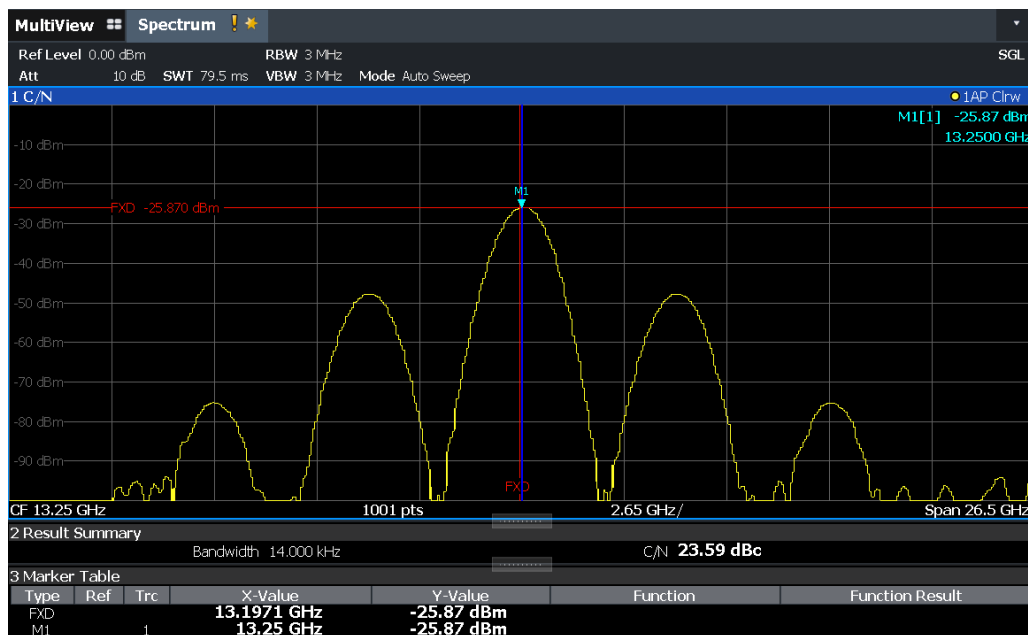 MultiView Spectrum !
Ref Level 0.00 dBm RBW 3 MHz SGL
Att 10 dB SWT 79.5 ms VBW 3 MHz Mode Auto Sweep
1 C/N 1AP Clrw
M1[1] -25.87 dBm
13.2500 GHz
-10 dBm
-20 dBm
M1
FXD -25.870 dBm
-30 dBm
-40 dBm
-50 dBm
-60 dBm
-70 dBm
-80 dBm
-90 dBm
FXD
CF 13.25 GHz 1001 pts 2.65 GHz/ Span 26.5 GHz
2 Result Summary
Bandwidth 14.000 kHz C/N 23.59 dBc
3 Marker Table
Type Ref Trc X-Value Y-Value Function Function Result
FXD 13.1971 GHz -25.87 dBm
M1 1 13.25 GHz -25.87 dBm